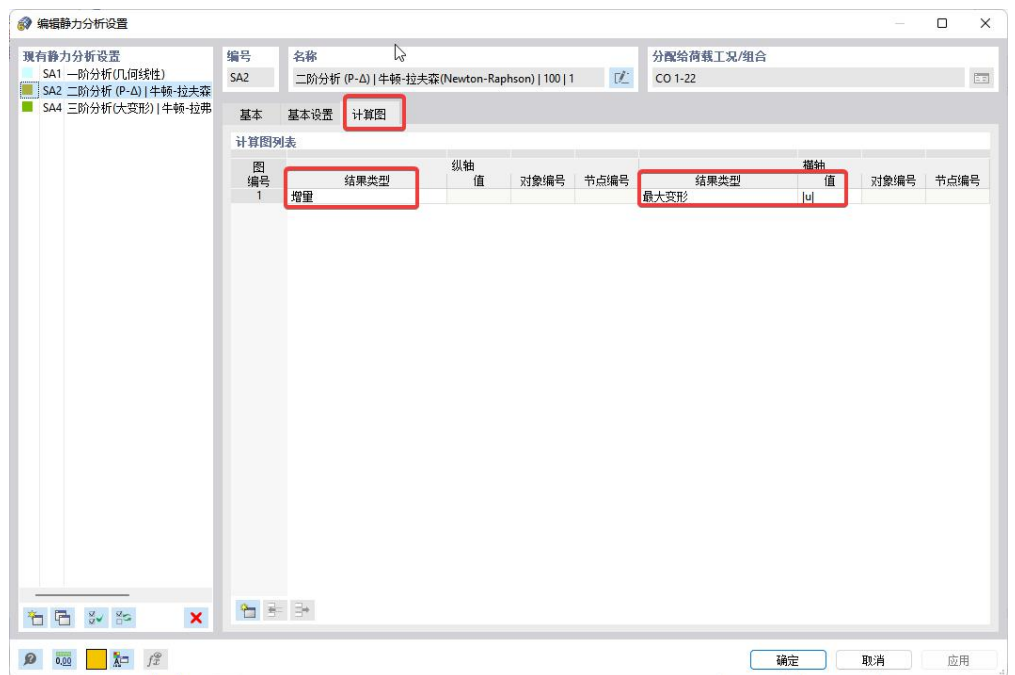 编辑静力分析设置
现有静力分析设置
SA1 一阶分析(几何线性)
SA2 二阶分析 (P-Δ) | 牛顿-拉夫森
SA4 三阶分析(大变形) | 牛顿-拉弗
编号
SA2
名称
二阶分析 (P-Δ) | 牛顿-拉夫森(Newton-Raphson) | 100 | 1
分配给荷载工况/组合
CO 1-22
基本 基本设置 计算图
计算图列表
图 纵轴 横轴
编号 结果类型 值 对象编号 节点编号 结果类型 值 对象编号 节点编号
1 增量 最大变形 |u|
0,00
确定 取消 应用